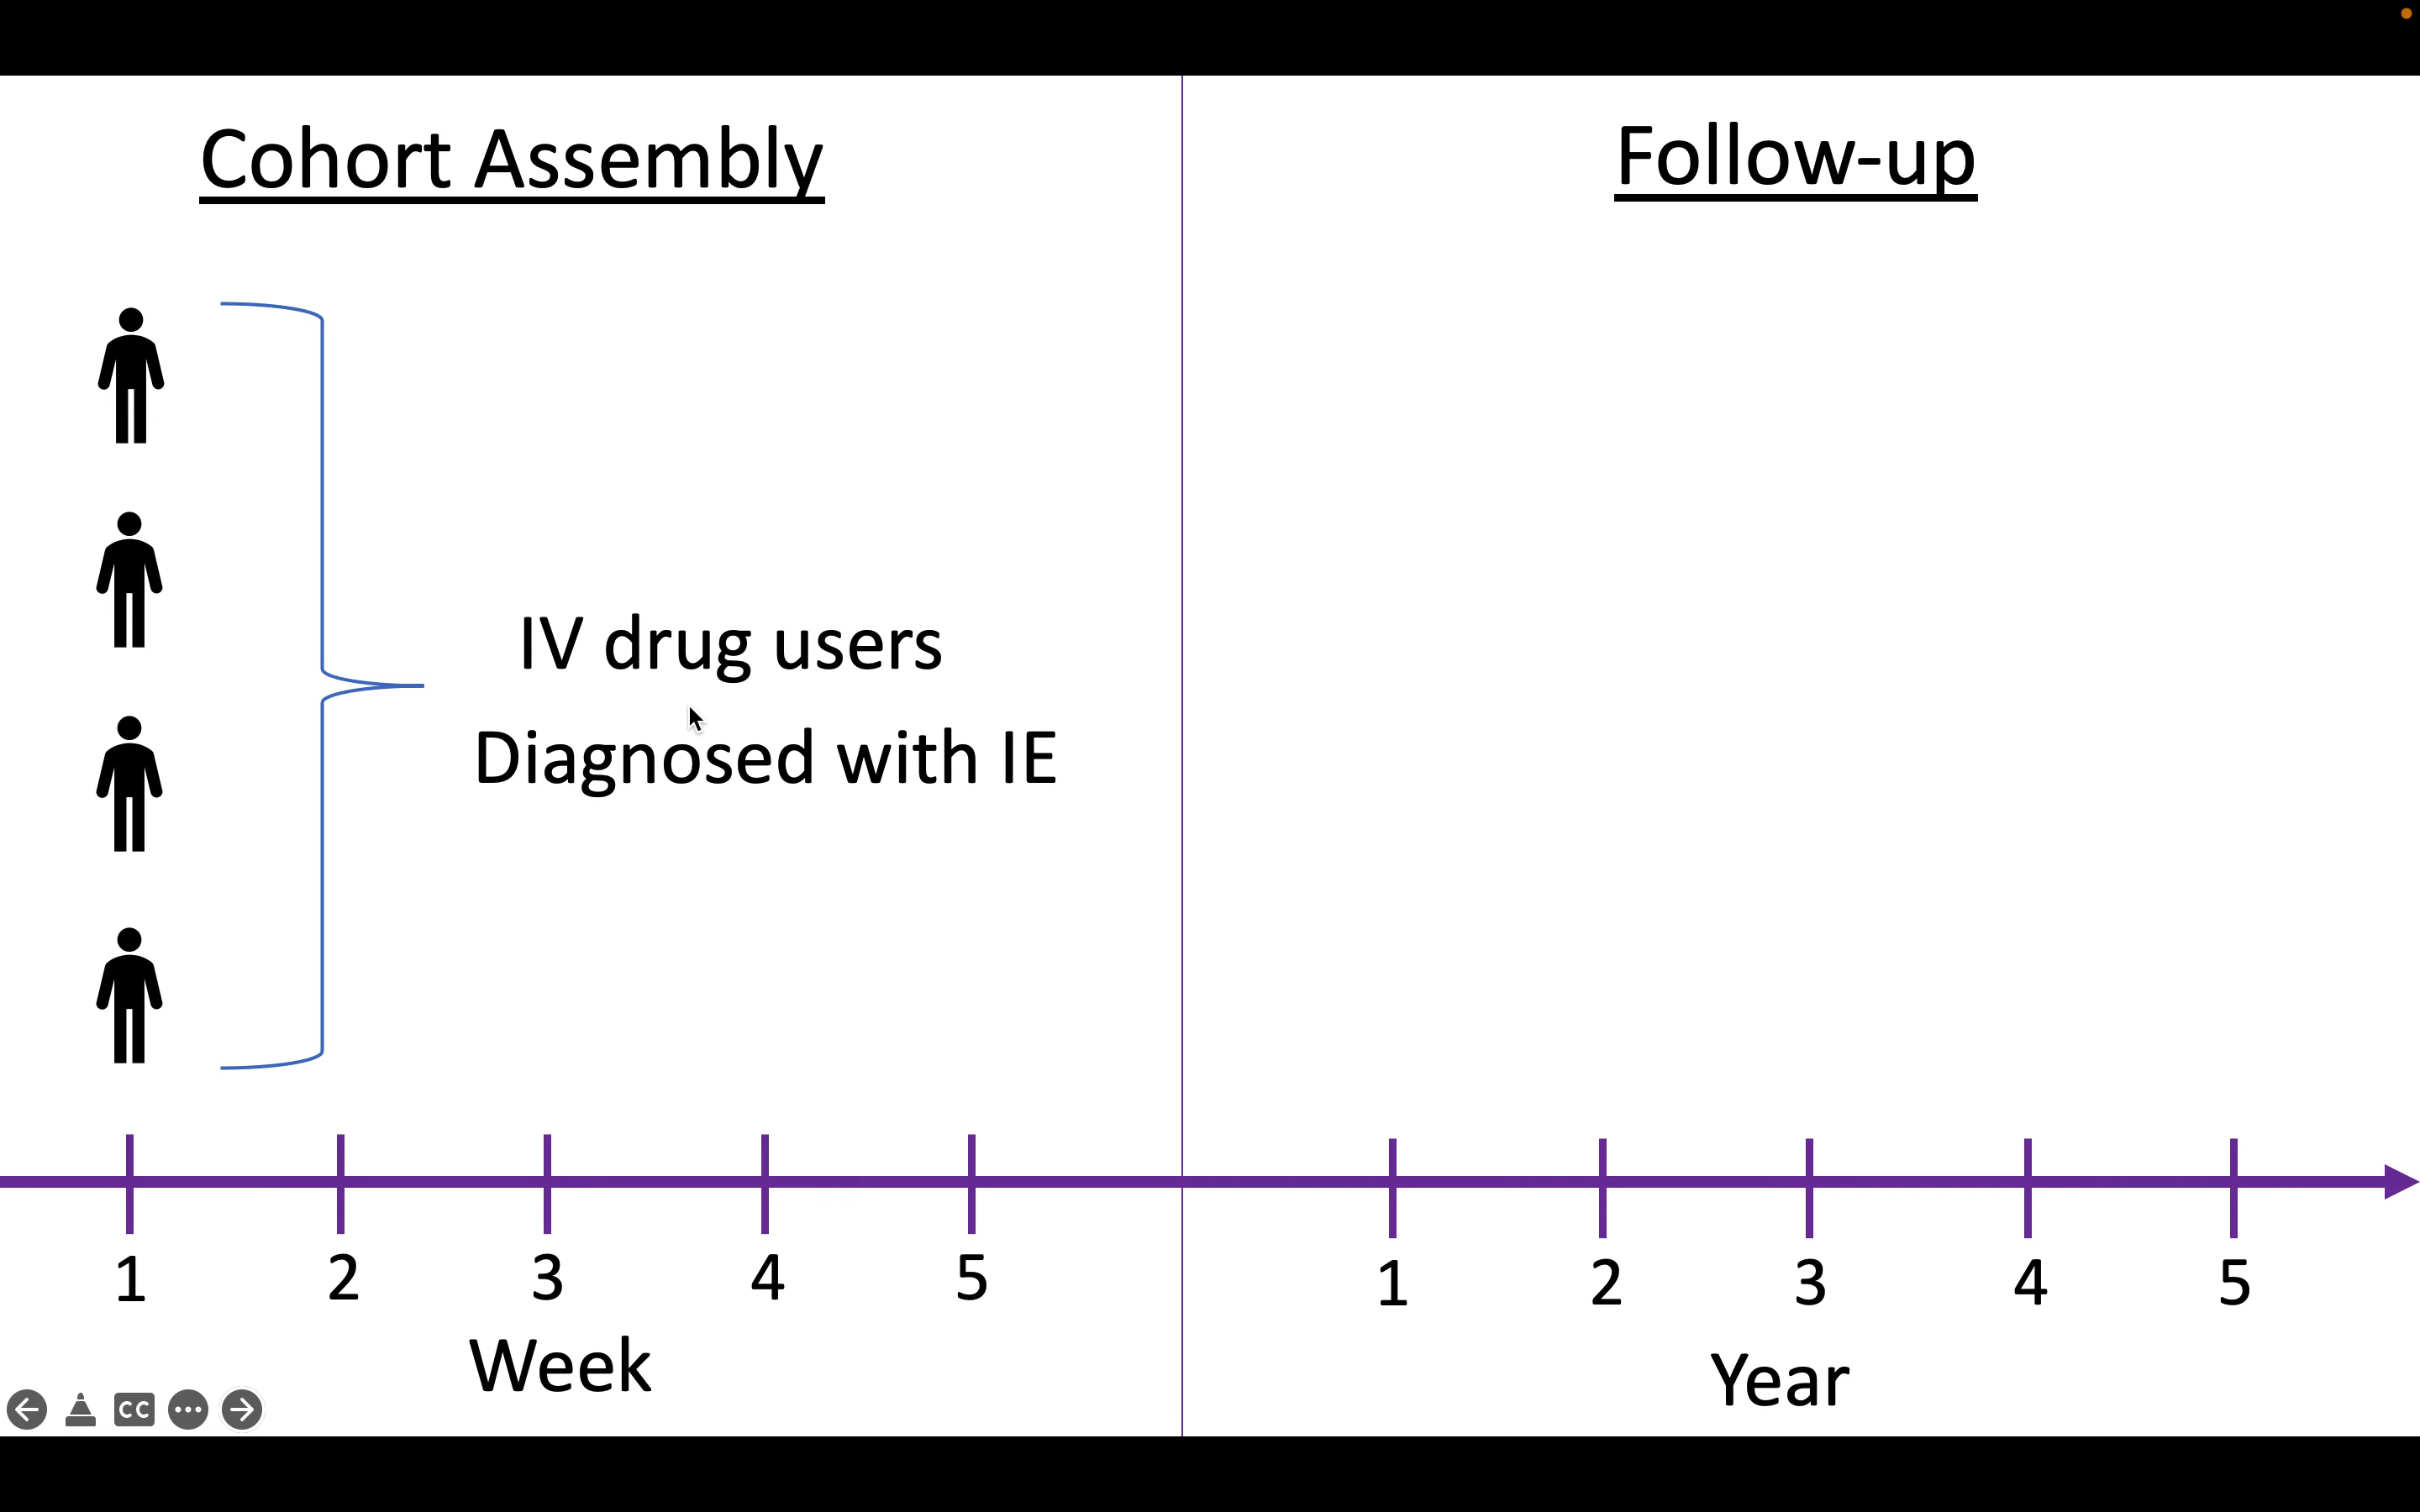 Cohort Assembly
Follow-up
IV drug users
Diagnosed with IE
1 2 3 4 5
Week
1 2 3 4 5
Year
CC